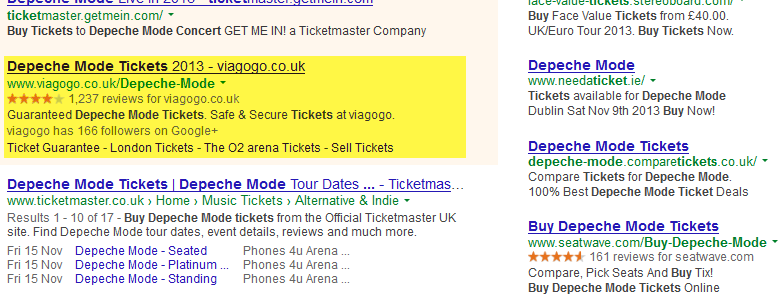 Depeche Mode Live in 2013 - ticketmaster.getmein.com
ticketmaster.getmein.com/
Buy Tickets to Depeche Mode Concert GET ME IN! a Ticketmaster Company
Depeche Mode Tickets 2013 - viagogo.co.uk
www.viagogo.co.uk/Depeche-Mode
1,237 reviews for viagogo.co.uk
Guaranteed Depeche Mode Tickets. Safe & Secure Tickets at viagogo.
viagogo has 166 followers on Google+
Ticket Guarantee - London Tickets - The O2 arena Tickets - Sell Tickets
Depeche Mode Tickets | Depeche Mode Tour Dates ... - Ticketmas...
www.ticketmaster.co.uk › Home › Music Tickets › Alternative & Indie
Results 1 - 10 of 17 - Buy Depeche Mode tickets from the Official Ticketmaster UK
site. Find Depeche Mode tour dates, event details, reviews and much more.
Fri 15 Nov Depeche Mode - Seated Phones 4u Arena ...
Fri 15 Nov Depeche Mode - Platinum ... Phones 4u Arena ...
Fri 15 Nov Depeche Mode - Standing Phones 4u Arena ...
face-value-tickets.stereoboard.com/
Buy Face Value Tickets from £40.00.
UK/Euro Tour 2013. Buy Tickets Now.
Depeche Mode
www.needaticket.ie/
Tickets available for Depeche Mode
Dublin Sat Nov 9th 2013 Buy Now!
Depeche Mode Tickets
depeche-mode.comparetickets.co.uk/
Compare Tickets for Depeche Mode.
100% Best Depeche Mode Ticket Deals
Buy Depeche Mode Tickets
www.seatwave.com/Buy-Depeche-Mode
161 reviews for seatwave.com
Compare, Pick Seats And Buy Tix!
Buy Depeche Mode Tickets Online